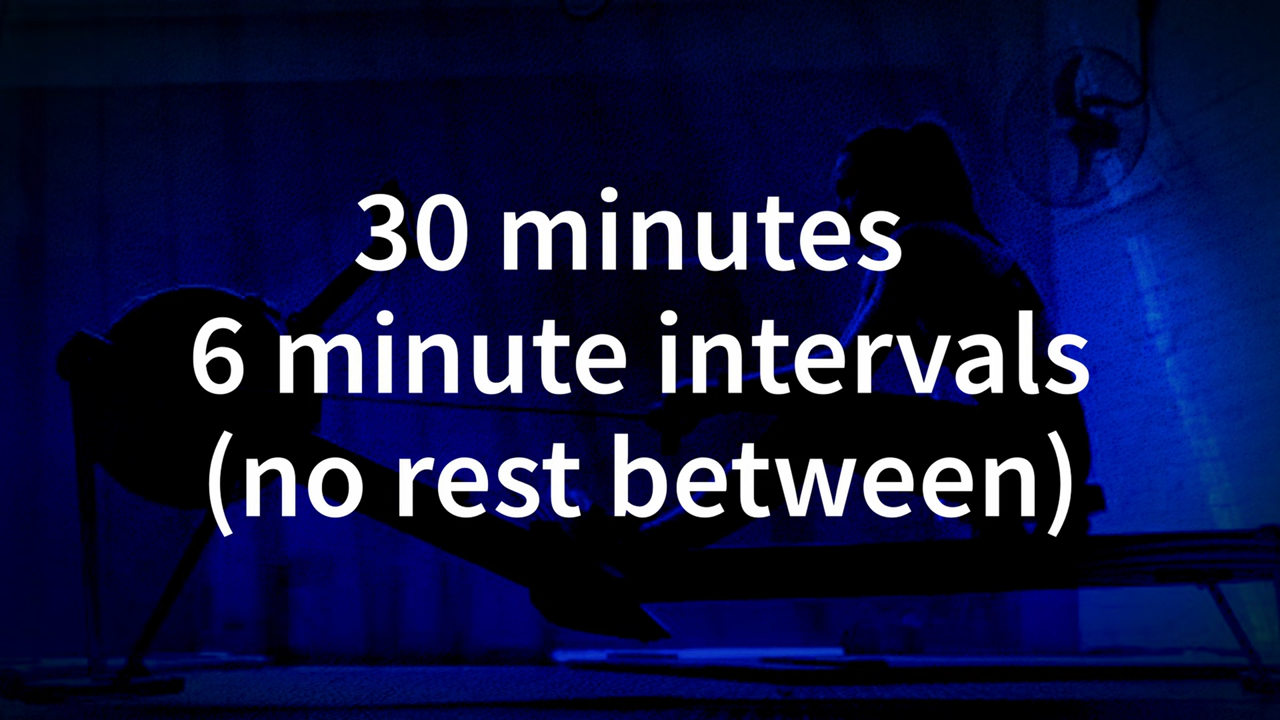 30 minutes
6 minute intervals
(no rest between)